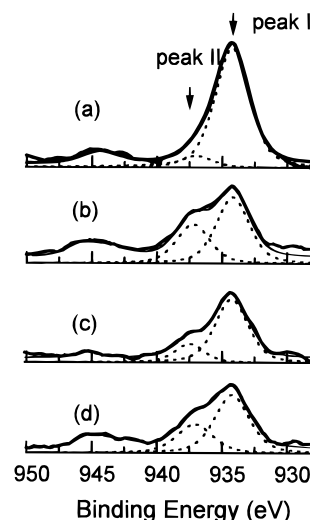 peak I
peak II
(a)
(b)
(c)
(d)
950 945 940 935 930
Binding Energy (eV)